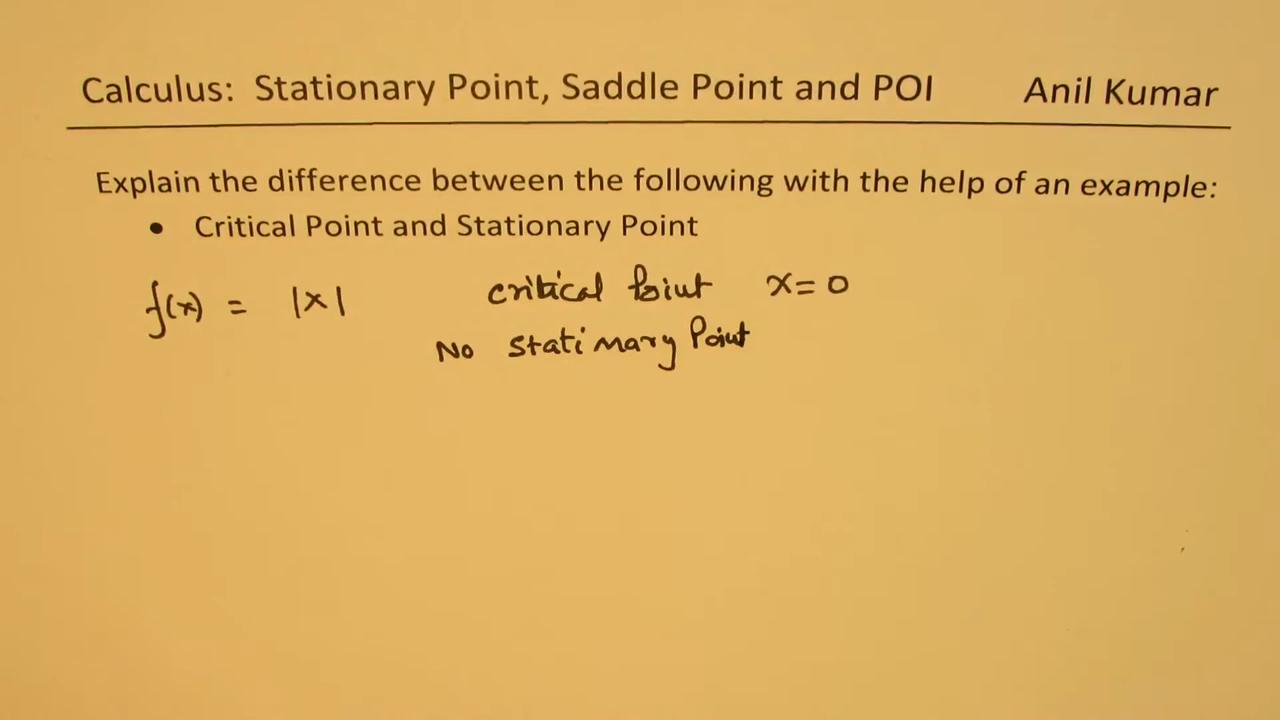 Calculus: Stationary Point, Saddle Point and POI Anil Kumar
Explain the difference between the following with the help of an example:
• Critical Point and Stationary Point
f(x) = |x| critical Point x=0
No stationary Point